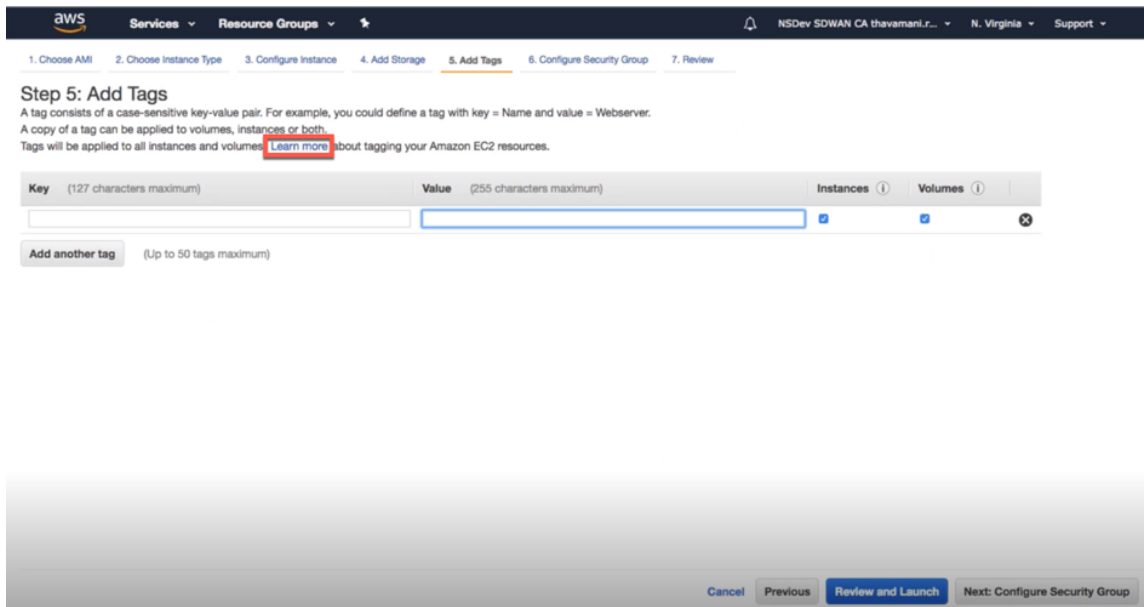 aws Services Resource Groups NSDev SDWAN CA thavamani.r... N. Virginia Support
1. Choose AMI 2. Choose Instance Type 3. Configure Instance 4. Add Storage 5. Add Tags 6. Configure Security Group 7. Review
Step 5: Add Tags
A tag consists of a case-sensitive key-value pair. For example, you could define a tag with key = Name and value = Webserver.
A copy of a tag can be applied to volumes, instances or both.
Tags will be applied to all instances and volumes. Learn more about tagging your Amazon EC2 resources.
Key (127 characters maximum) Value (255 characters maximum) Instances i Volumes i
Add another tag (Up to 50 tags maximum)
Cancel Previous Review and Launch Next: Configure Security Group